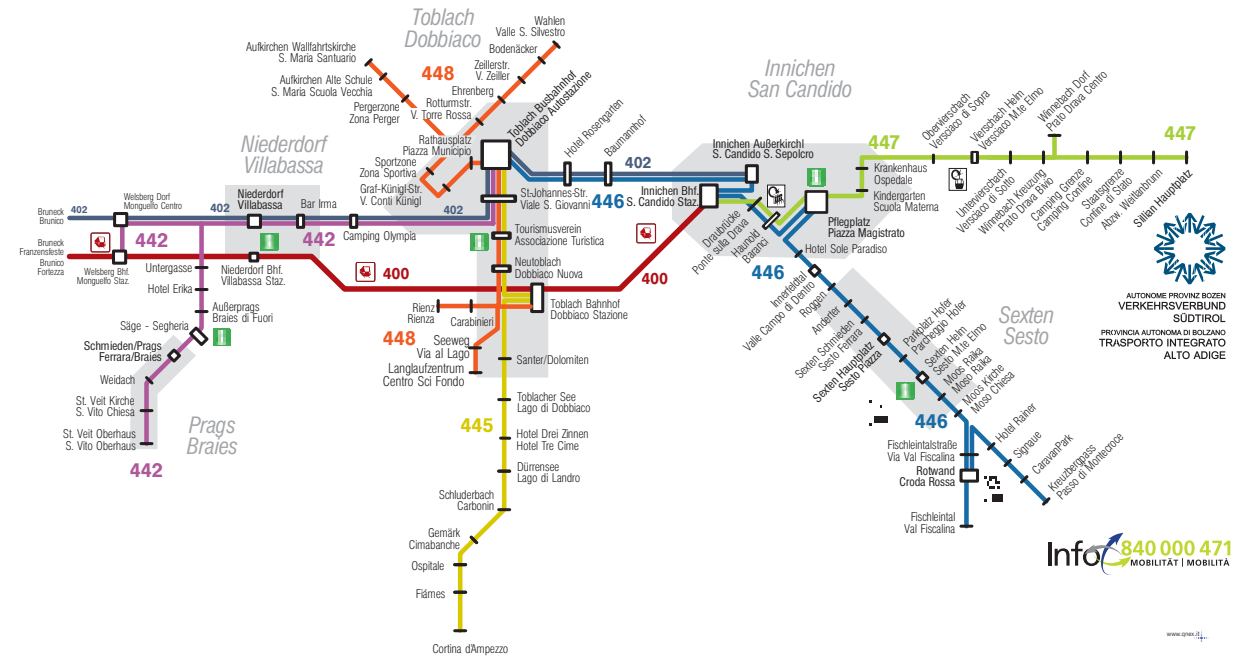 Toblach
Dobbiaco
Wahlen
Valle S. Silvestro
Bodenäcker
Zeillerstr.
V. Zeiller
Ehrenberg
Rotturmstr.
V. Torre Rossa
Aufkirchen Wallfahrtskirche
S. Maria Santuario
Aufkirchen Alte Schule
S. Maria Scuola Vecchia
Pergerzone
Zona Perger
448
Rathausplatz
Piazza Municipio
Sportzone
Zona Sportiva
Graf-Künigl-Str.
V. Conti Künigl
Toblach Busbahnhof
Dobbiaco Autostazione
Hotel Rosengarten
Baumannhof
402
446
Niederdorf
Villabassa
Welsberg Dorf
Monguelfo Centro
Niederdorf
Villabassa
Bar Irma
402
Camping Olympia
Bruneck
Brunico
402
402
442
442
Bruneck
Franzensfeste
Brunico
Fortezza
Welsberg Bhf.
Monguelfo Staz.
Niederdorf Bhf.
Villabassa Staz.
400
400
St.Johannes-Str.
Viale S. Giovanni
Tourismusverein
Associazione Turistica
Neutoblach
Dobbiaco Nuova
Toblach Bahnhof
Dobbiaco Stazione
Rienz
Rienza
Carabinieri
448
Seeweg
Via al Lago
Langlaufzentrum
Centro Sci Fondo
Santer/Dolomiten
Toblacher See
Lago di Dobbiaco
445
Hotel Drei Zinnen
Hotel Tre Cime
Dürrensee
Lago di Landro
Schluderbach
Carbonin
Gemärk
Cimabanche
Ospitale
Fiámes
Cortina d'Ampezzo
Untergasse
Hotel Erika
Außerprags
Braies di Fuori
Säge - Segheria
Schmieden/Prags
Ferrara/Braies
Weidach
St. Veit Kirche
S. Vito Chiesa
St. Veit Oberhaus
S. Vito Oberhaus
442
Prags
Braies
Innichen
San Candido
Innichen Außerkirchl
S. Candido S. Sepolcro
Innichen Bhf.
S. Candido Staz.
Draubrücke
Ponte sulla Drava
Haunold
Baranci
Pflegplatz
Piazza Magistrato
Krankenhaus
Ospedale
Kindergarten
Scuola Materna
447
Obervierschach
Versciaco di Sopra
Vierschach Helm
Versciaco M.te Elmo
Winnebach Dorf
Prato Drava Centro
447
Untervierschach
Versciaco di Sotto
Winnebach Kreuzung
Prato Drava Bivio
Camping Grenze
Camping Confine
Staatsgrenze
Confine di Stato
Abzw. Weitlanbrunn
Sillian Hauptplatz
Hotel Sole Paradiso
446
Innerfeldtal
Valle Campo di Dentro
Roggen
Anderter
Sexten Schmieden
Sesto Ferrara
Sexten Hauptplatz
Sesto Piazza
Parkplatz Hofer
Parcheggio Hofer
Sexten Helm
Sesto M.te Elmo
Moos Raika
Moso Raika
Moos Kirche
Moso Chiesa
Sexten
Sesto
446
Hotel Rainer
Signaue
CaravanPark
Kreuzbergpass
Passo di Montecroce
Fischleintalstraße
Via Val Fiscalina
Rotwand
Croda Rossa
Fischleintal
Val Fiscalina
AUTONOME PROVINZ BOZEN
VERKEHRSVERBUND
SÜDTIROL
PROVINCIA AUTONOMA DI BOLZANO
TRASPORTO INTEGRATO
ALTO ADIGE
Info 840 000 471
MOBILITÄT | MOBILITÀ
www.qnex.it